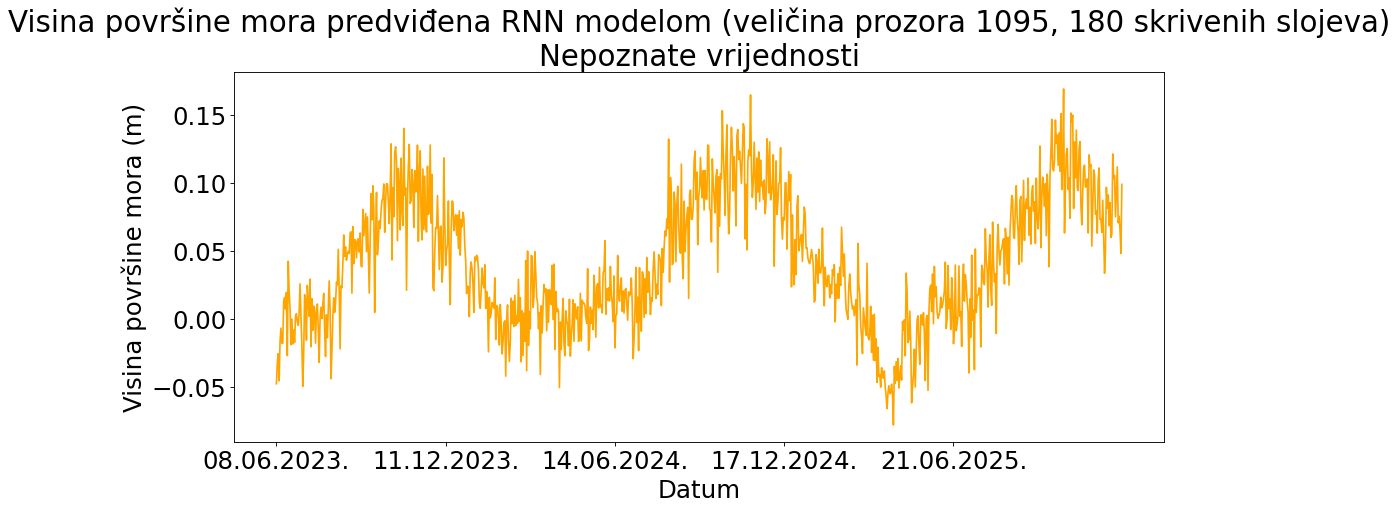 Visina površine mora predviđena RNN modelom (veličina prozora 1095, 180 skrivenih slojeva)
Nepoznate vrijednosti
Visina površine mora (m)
0.15
0.10
0.05
0.00
−0.05
08.06.2023. 11.12.2023. 14.06.2024. 17.12.2024. 21.06.2025.
Datum